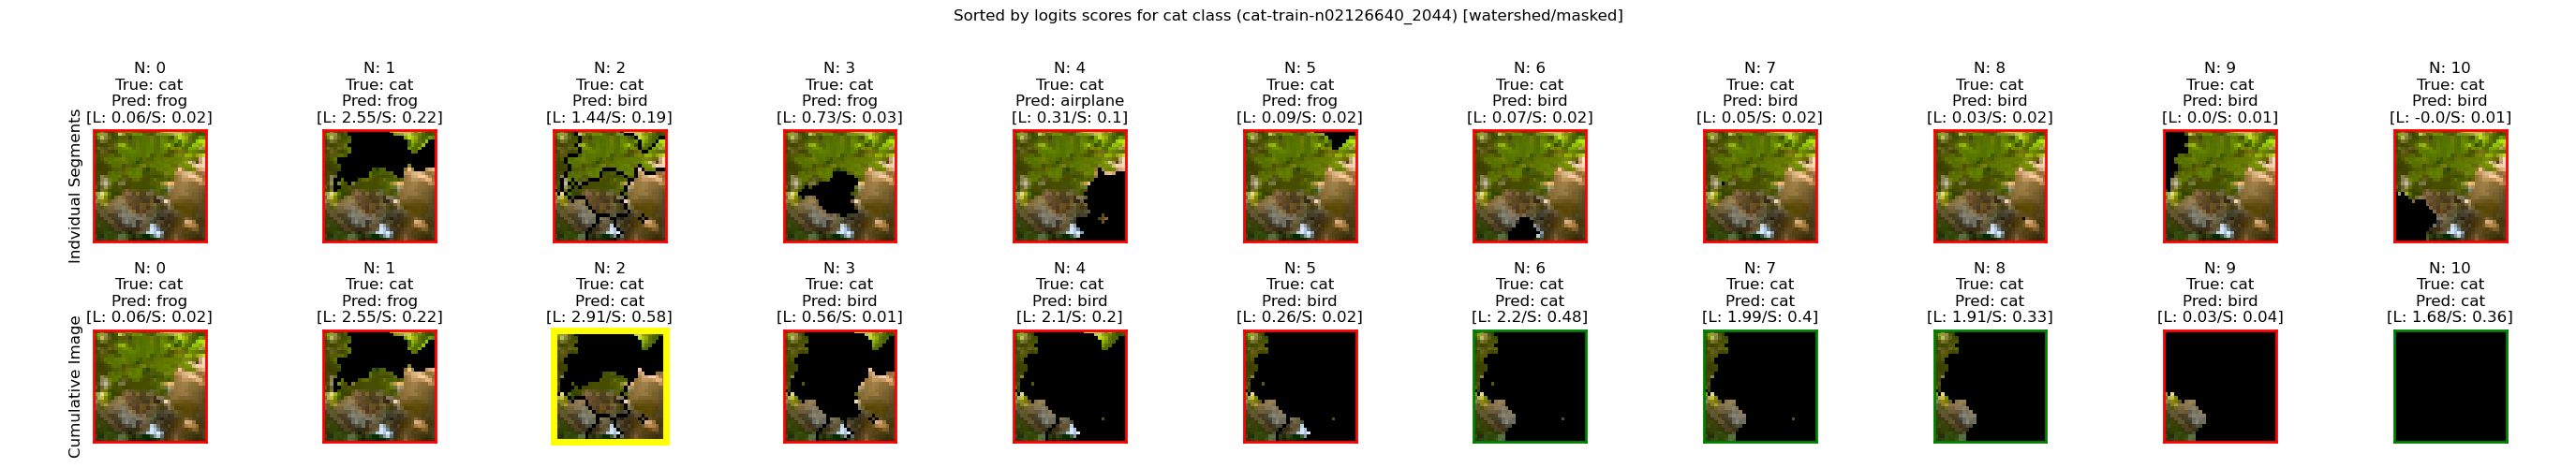 Sorted by logits scores for cat class (cat-train-n02126640_2044) [watershed/masked]
Indvidual Segments
N: 0
True: cat
Pred: frog
[L: 0.06/S: 0.02]
N: 1
True: cat
Pred: frog
[L: 2.55/S: 0.22]
N: 2
True: cat
Pred: bird
[L: 1.44/S: 0.19]
N: 3
True: cat
Pred: frog
[L: 0.73/S: 0.03]
N: 4
True: cat
Pred: airplane
[L: 0.31/S: 0.1]
N: 5
True: cat
Pred: frog
[L: 0.09/S: 0.02]
N: 6
True: cat
Pred: bird
[L: 0.07/S: 0.02]
N: 7
True: cat
Pred: bird
[L: 0.05/S: 0.02]
N: 8
True: cat
Pred: bird
[L: 0.03/S: 0.02]
N: 9
True: cat
Pred: bird
[L: 0.0/S: 0.01]
N: 10
True: cat
Pred: bird
[L: -0.0/S: 0.01]
Cumulative Image
N: 0
True: cat
Pred: frog
[L: 0.06/S: 0.02]
N: 1
True: cat
Pred: frog
[L: 2.55/S: 0.22]
N: 2
True: cat
Pred: cat
[L: 2.91/S: 0.58]
N: 3
True: cat
Pred: bird
[L: 0.56/S: 0.01]
N: 4
True: cat
Pred: bird
[L: 2.1/S: 0.2]
N: 5
True: cat
Pred: bird
[L: 0.26/S: 0.02]
N: 6
True: cat
Pred: cat
[L: 2.2/S: 0.48]
N: 7
True: cat
Pred: cat
[L: 1.99/S: 0.4]
N: 8
True: cat
Pred: cat
[L: 1.91/S: 0.33]
N: 9
True: cat
Pred: bird
[L: 0.03/S: 0.04]
N: 10
True: cat
Pred: cat
[L: 1.68/S: 0.36]